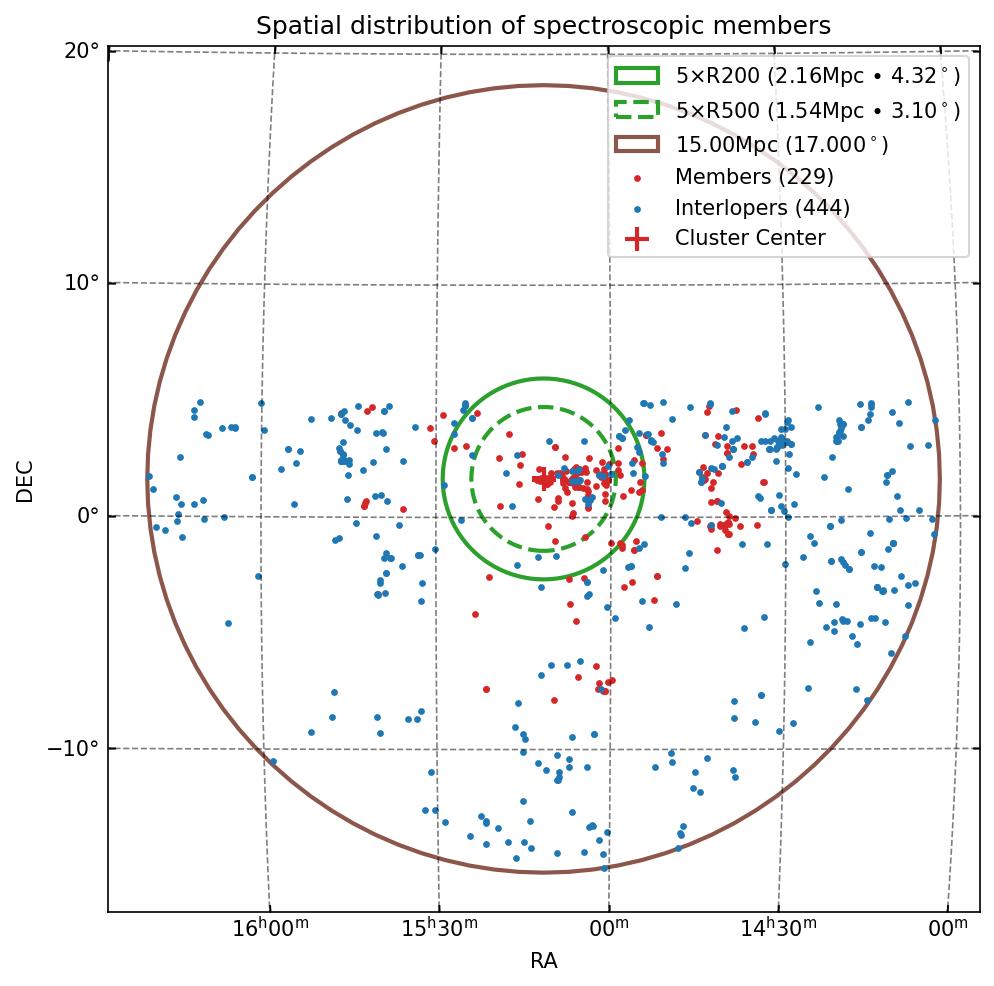 Spatial distribution of spectroscopic members
20°
10°
0°
−10°
DEC
5×R200 (2.16Mpc • 4.32°)
5×R500 (1.54Mpc • 3.10°)
15.00Mpc (17.000°)
Members (229)
Interlopers (444)
Cluster Center
16ʰ00ᵐ
15ʰ30ᵐ
00ᵐ
14ʰ30ᵐ
00ᵐ
RA